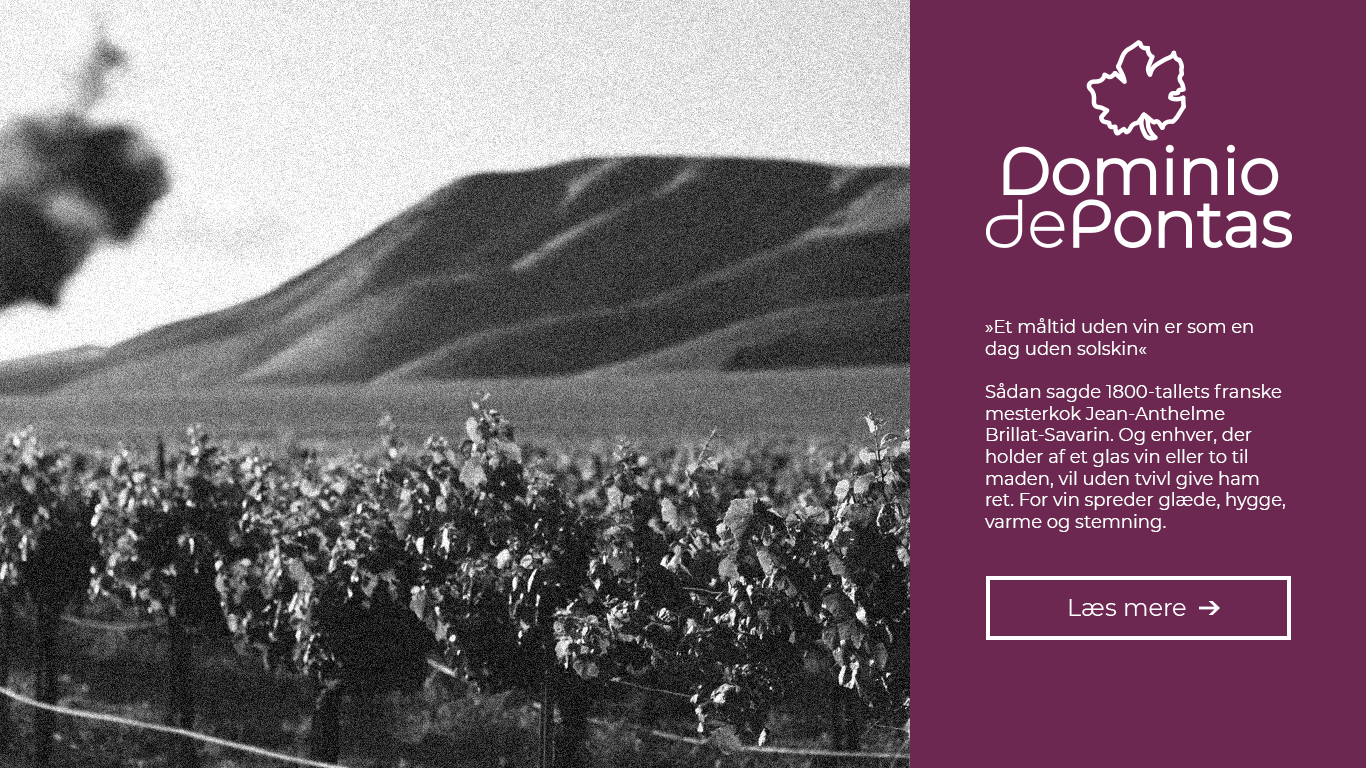 Dominio
dePontas
»Et måltid uden vin er som en
dag uden solskin«
Sådan sagde 1800-tallets franske
mesterkok Jean-Anthelme
Brillat-Savarin. Og enhver, der
holder af et glas vin eller to til
maden, vil uden tvivl give ham
ret. For vin spreder glæde, hygge,
varme og stemning.
Læs mere →